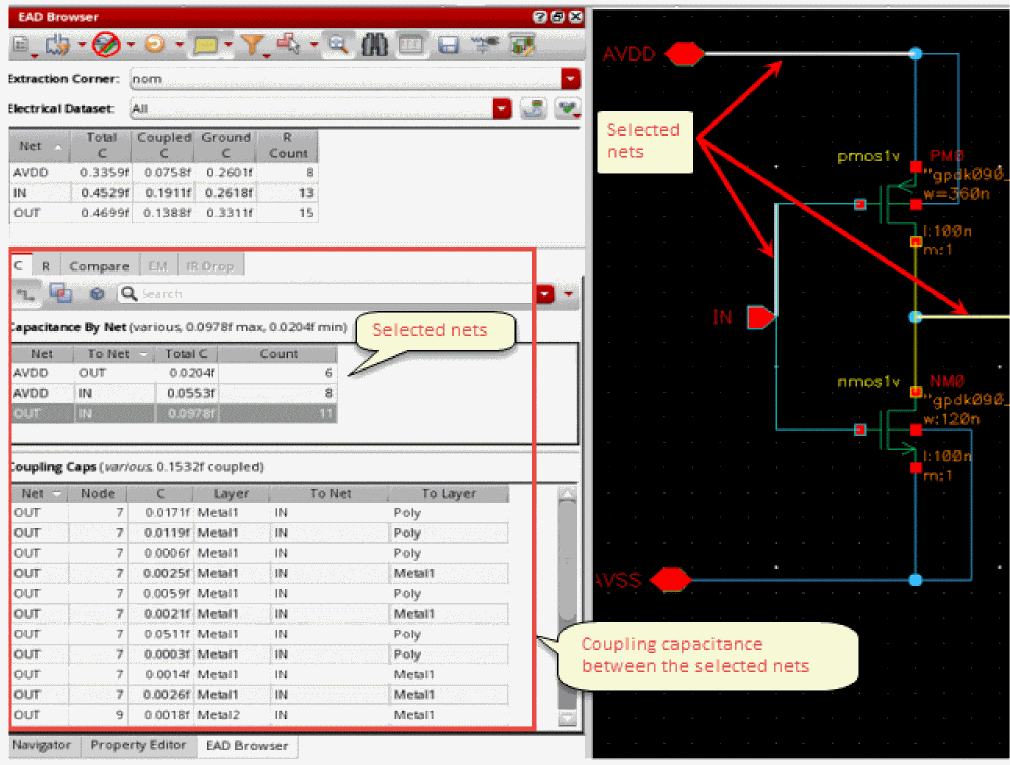 EAD Browser
Extraction Corner: nom
Electrical Dataset: All
Net Total C Coupled C Ground C R Count
AVDD 0.3359f 0.0758f 0.2601f 8
IN 0.4529f 0.1911f 0.2618f 13
OUT 0.4699f 0.1388f 0.3311f 15
C R Compare EM IR Drop
Search
Capacitance By Net (various, 0.0978f max, 0.0204f min)
Net To Net Total C Count
AVDD OUT 0.0204f 6
AVDD IN 0.0553f 8
OUT IN 0.0978f 11
Selected nets
Coupling Caps (various, 0.1532f coupled)
Net Node C Layer To Net To Layer
OUT 7 0.0171f Metal1 IN Poly
OUT 7 0.0119f Metal1 IN Poly
OUT 7 0.0006f Metal1 IN Poly
OUT 7 0.0025f Metal1 IN Metal1
OUT 7 0.0059f Metal1 IN Poly
OUT 7 0.0021f Metal1 IN Metal1
OUT 7 0.0511f Metal1 IN Poly
OUT 7 0.0003f Metal1 IN Poly
OUT 7 0.0014f Metal1 IN Metal1
OUT 7 0.0026f Metal1 IN Metal1
OUT 9 0.0018f Metal2 IN Metal1
Navigator Property Editor EAD Browser
AVDD
Selected
nets
pmos1v PM0
"gpdk090_
w=360n
l:100n
m:1
IN
nmos1v NM0
"gpdk090_
w:120n
l:100n
m:1
AVSS
Coupling capacitance
between the selected nets